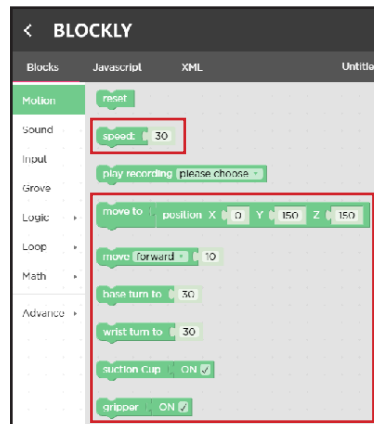 < BLOCKLY
Blocks Javascript XML Untitle
Motion
reset
Sound
speed: 30
Input
play recording please choose
Grove
Logic
move to position X 0 Y 150 Z 150
Loop
move forward 10
Math
base turn to 30
Advance
wrist turn to 30
suction Cup ON
gripper ON